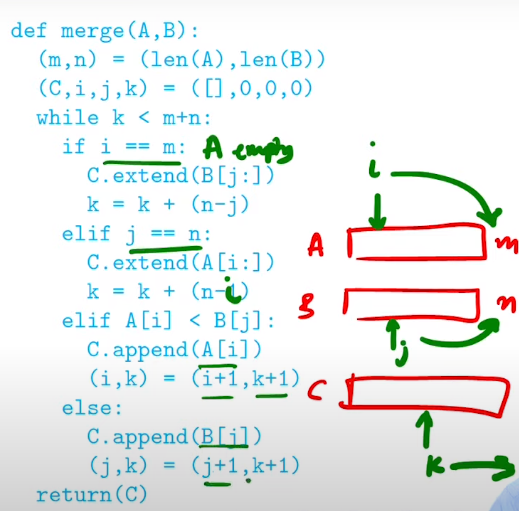 def merge(A,B):
(m,n) = (len(A),len(B))
(C,i,j,k) = ([],0,0,0)
while k < m+n:
if i == m: A empty
C.extend(B[j:])
k = k + (n-j)
elif j == n:
C.extend(A[i:])
k = k + (n-i)
elif A[i] < B[j]:
C.append(A[i])
(i,k) = (i+1,k+1)
else:
C.append(B[j])
(j,k) = (j+1,k+1)
return(C)
i
A m
B n
j
C
k